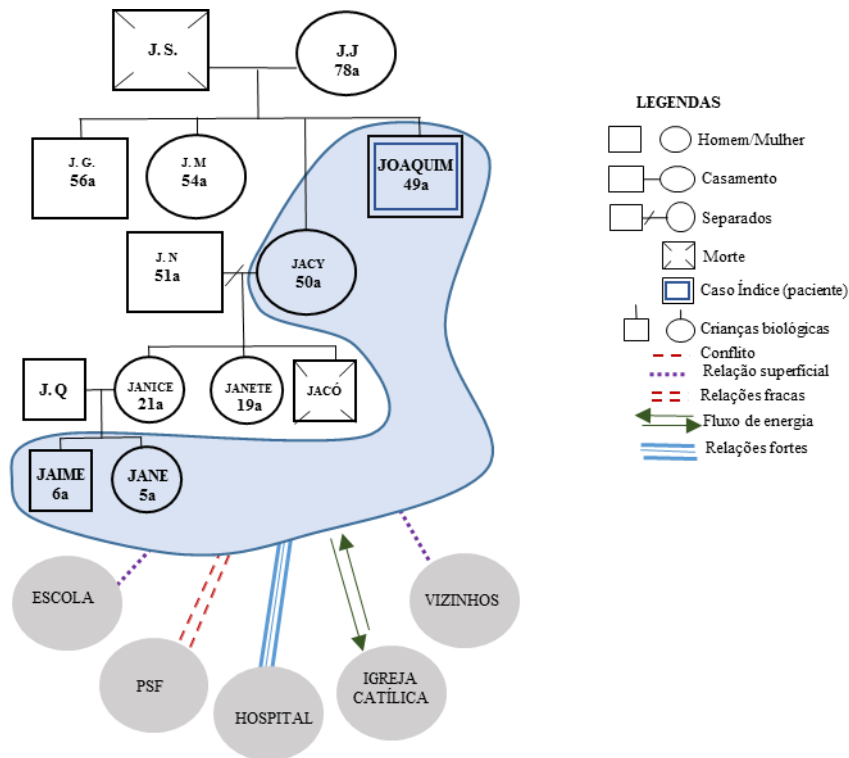 J. S.
J.J
78a
J. G.
56a
J. M
54a
JOAQUIM
49a
J. N
51a
JACY
50a
J. Q
JANICE
21a
JANETE
19a
JACÓ
JAIME
6a
JANE
5a
ESCOLA
PSF
HOSPITAL
IGREJA
CATÍLICA
VIZINHOS
LEGENDAS
Homem/Mulher
Casamento
Separados
Morte
Caso Índice (paciente)
Crianças biológicas
Conflito
Relação superficial
Relações fracas
Fluxo de energia
Relações fortes